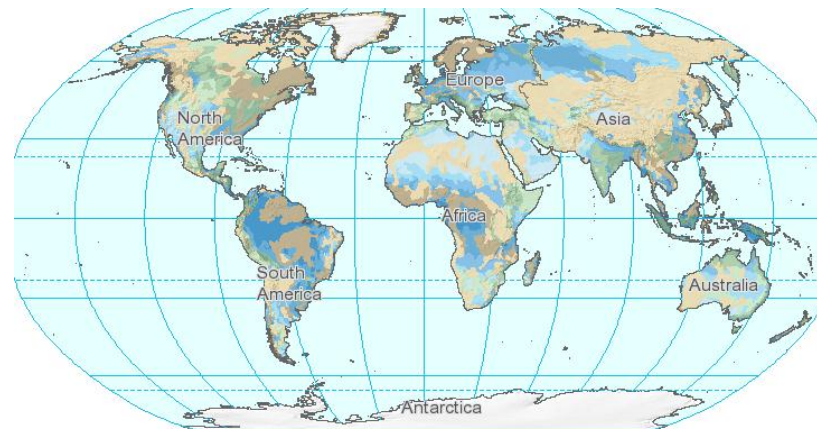 Europe
North
America
Asia
Africa
South
America
Australia
Antarctica